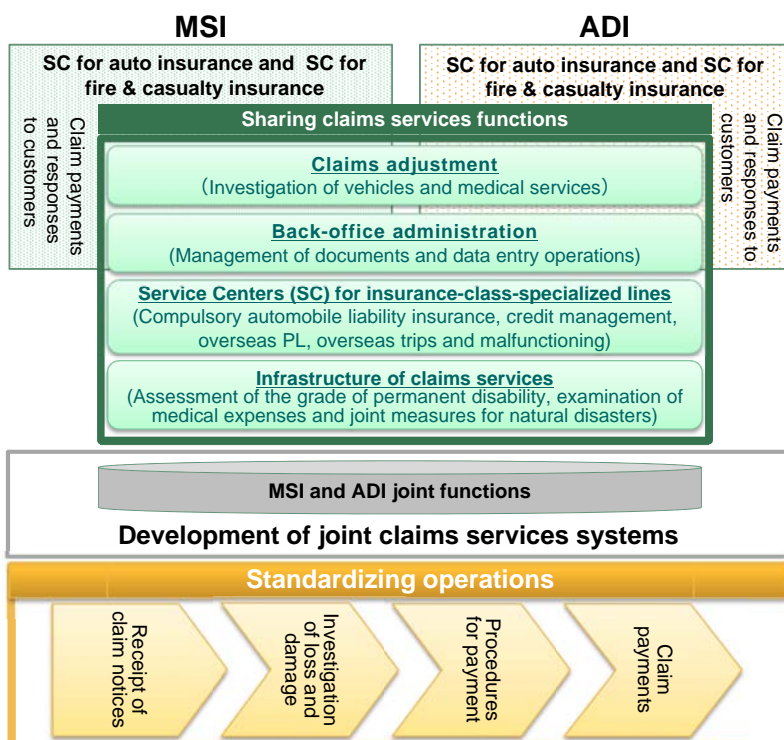 MSI
ADI
SC for auto insurance and SC for
fire & casualty insurance
SC for auto insurance and SC for
fire & casualty insurance
Claim payments
and responses
to customers
Claim payments
and responses to
customers
Sharing claims services functions
Claims adjustment
(Investigation of vehicles and medical services)
Back-office administration
(Management of documents and data entry operations)
Service Centers (SC) for insurance-class-specialized lines
(Compulsory automobile liability insurance, credit management,
overseas PL, overseas trips and malfunctioning)
Infrastructure of claims services
(Assessment of the grade of permanent disability, examination of
medical expenses and joint measures for natural disasters)
MSI and ADI joint functions
Development of joint claims services systems
Standardizing operations
Receipt of
claim notices
Investigation
of loss and
damage
Procedures
for payment
Claim
payments